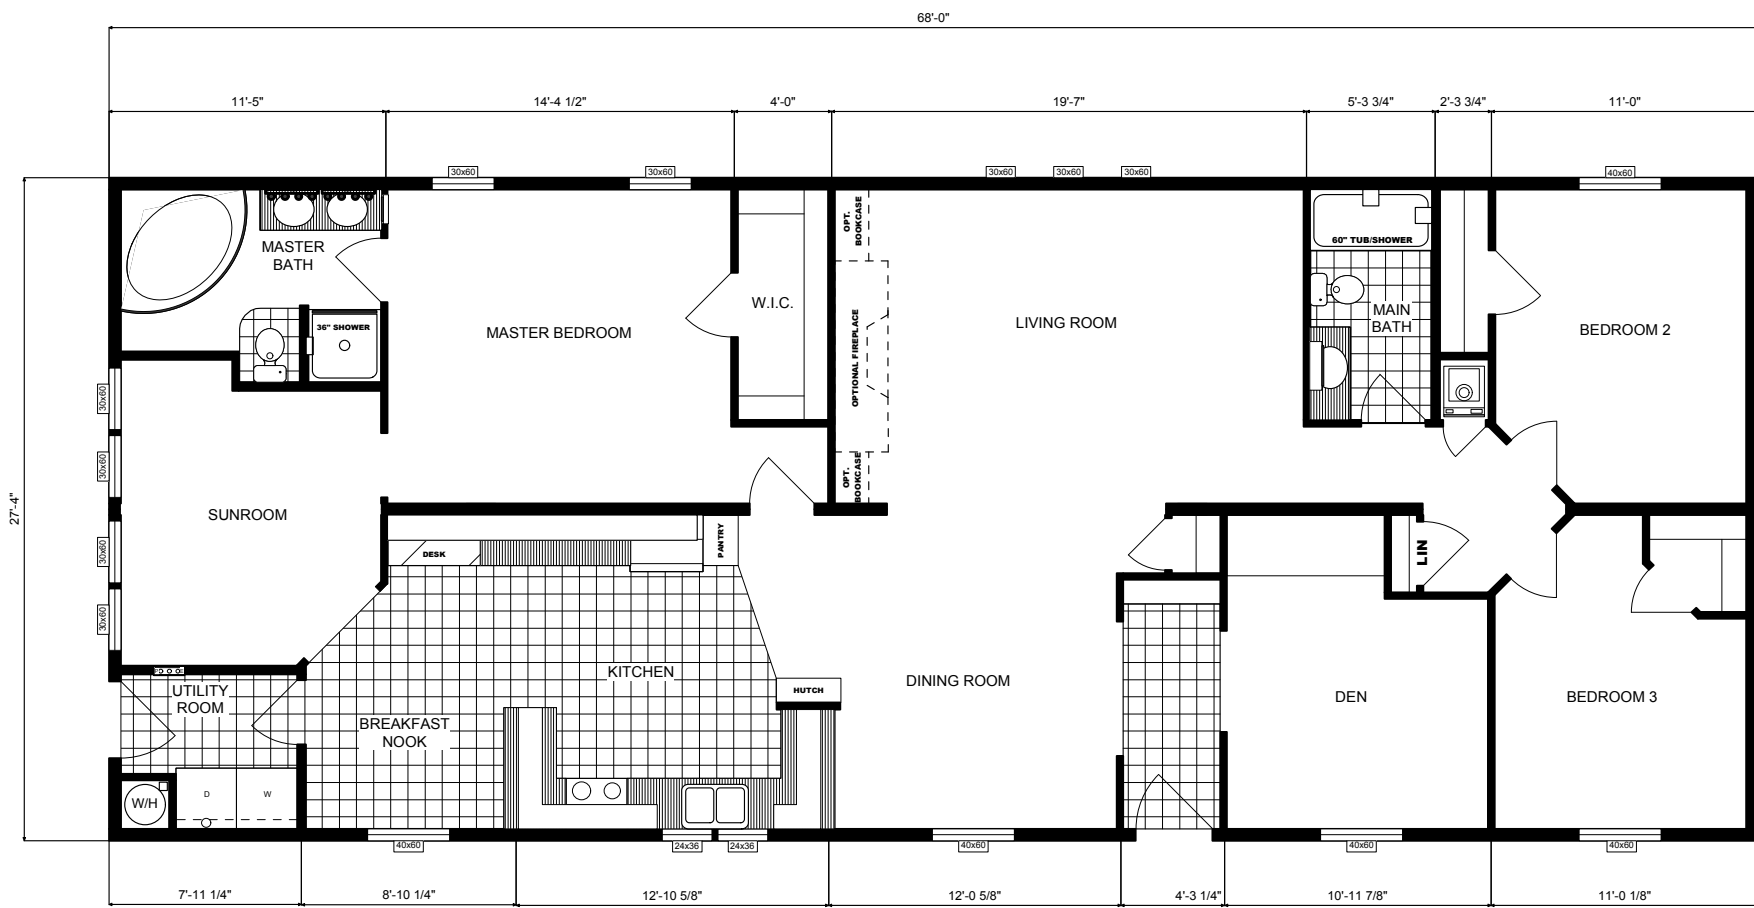 68'-0"
11'-5"
14'-4 1/2"
4'-0"
19'-7"
5'-3 3/4"
2'-3 3/4"
11'-0"
30x60
30x60
30x60
30x60
30x60
40x60
27'-4"
MASTER
BATH
36" SHOWER
MASTER BEDROOM
W.I.C.
OPT.
BOOKCASE
OPTIONAL FIREPLACE
OPT.
BOOKCASE
LIVING ROOM
60" TUB/SHOWER
MAIN
BATH
BEDROOM 2
30x60
30x60
30x60
30x60
SUNROOM
DESK
PANTRY
LIN
UTILITY
ROOM
KITCHEN
HUTCH
DINING ROOM
DEN
BEDROOM 3
BREAKFAST
NOOK
W/H
D
W
40x60
24x36
24x36
40x60
40x60
40x60
7'-11 1/4"
8'-10 1/4"
12'-10 5/8"
12'-0 5/8"
4'-3 1/4"
10'-11 7/8"
11'-0 1/8"